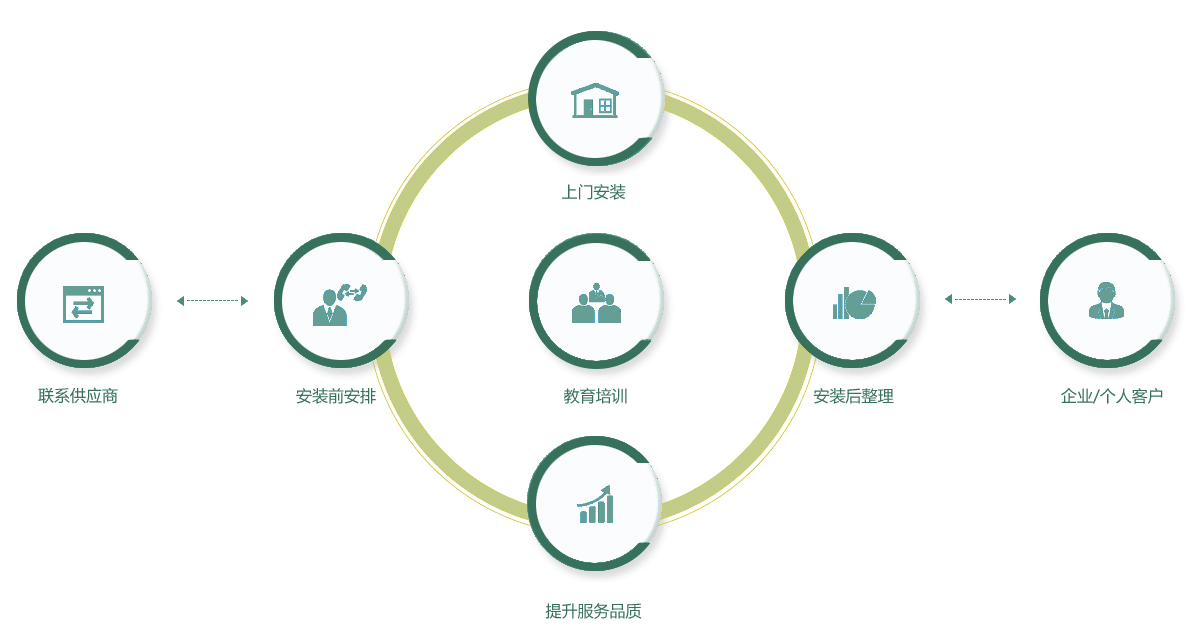 上门安装
联系供应商
安装前安排
教育培训
安装后整理
企业/个人客户
提升服务品质